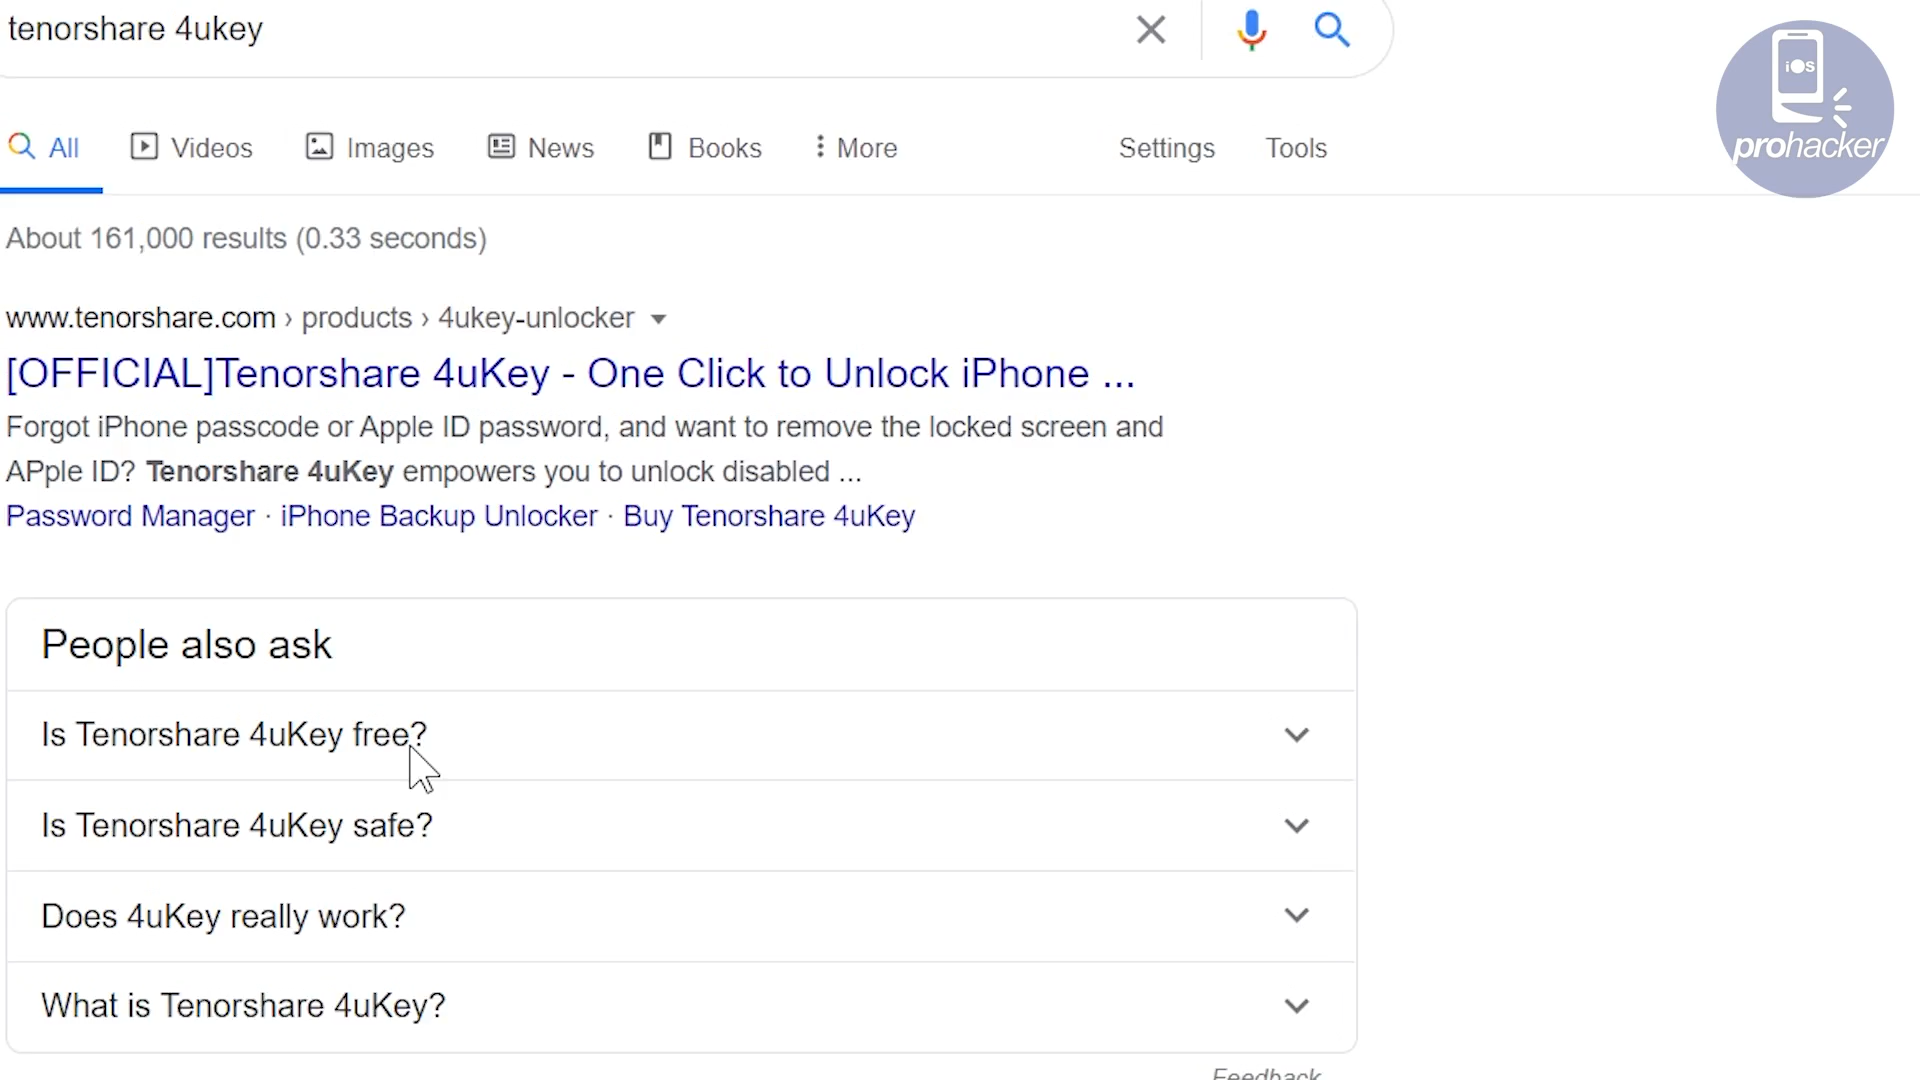 tenorshare 4ukey
iOS
prohacker
All
Videos
Images
News
Books
More
Settings
Tools
About 161,000 results (0.33 seconds)
www.tenorshare.com › products › 4ukey-unlocker
[OFFICIAL]Tenorshare 4uKey - One Click to Unlock iPhone ...
Forgot iPhone passcode or Apple ID password, and want to remove the locked screen and
APple ID? Tenorshare 4uKey empowers you to unlock disabled ...
Password Manager · iPhone Backup Unlocker · Buy Tenorshare 4uKey
People also ask
Is Tenorshare 4uKey free?
Is Tenorshare 4uKey safe?
Does 4uKey really work?
What is Tenorshare 4uKey?
Feedback